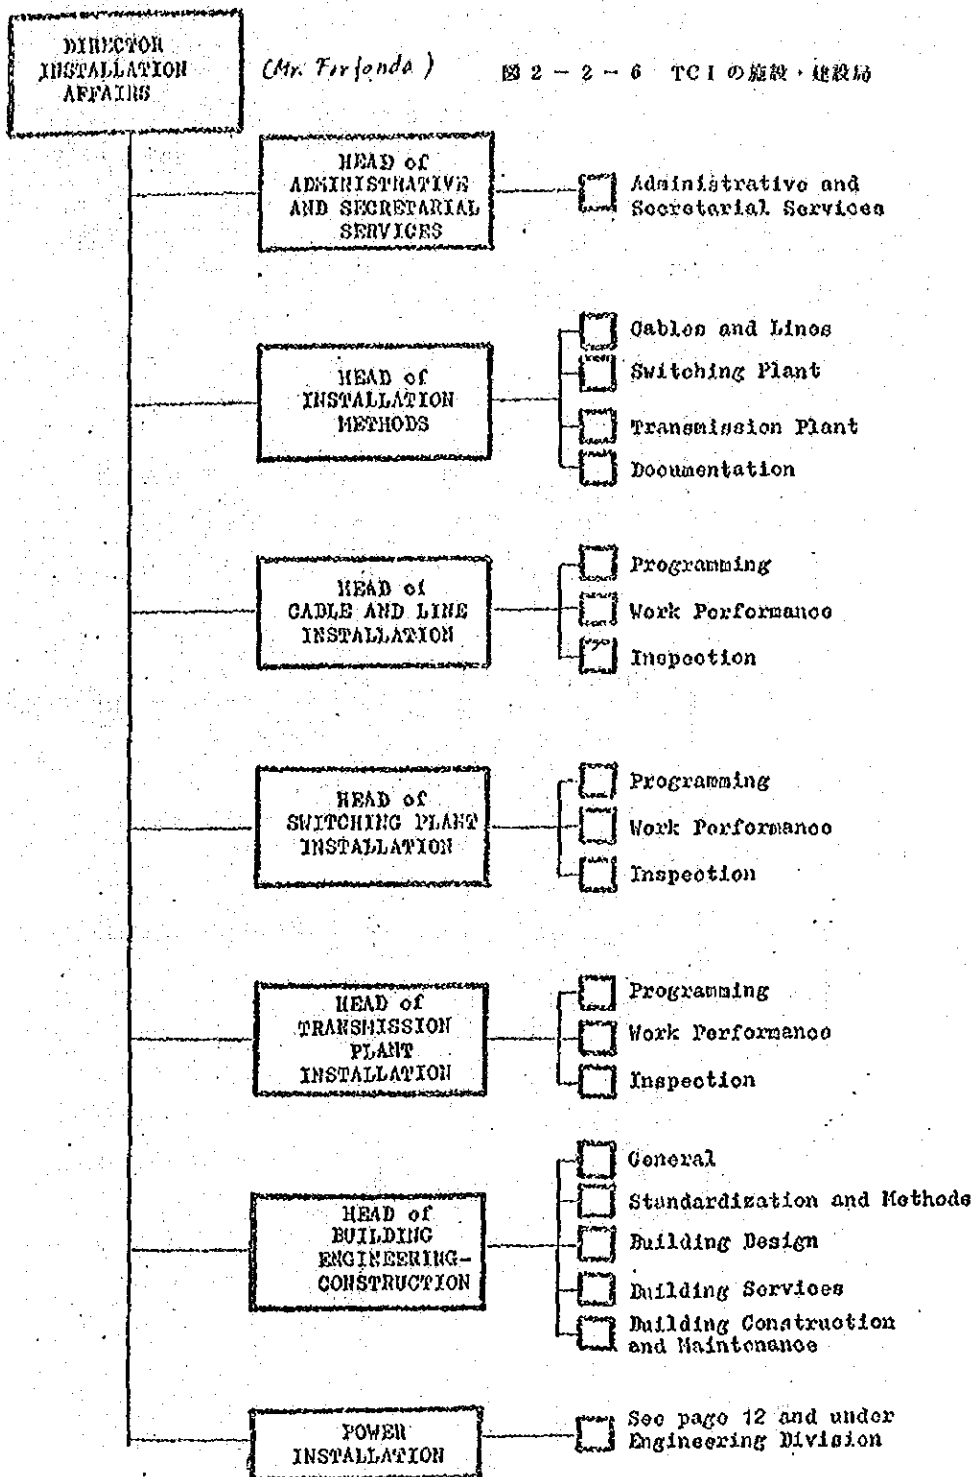 DIRECTOR
INSTALLATION
AFFAIRS
(Mr. Farfonda)
図 2 - 2 - 6 TCI の施設・建設局
HEAD of
ADMINISTRATIVE
AND SECRETARIAL
SERVICES
Administrative and
Secretarial Services
HEAD of
INSTALLATION
METHODS
Cables and Lines
Switching Plant
Transmission Plant
Documentation
HEAD of
CABLE AND LINE
INSTALLATION
Programming
Work Performance
Inspection
HEAD of
SWITCHING PLANT
INSTALLATION
Programming
Work Performance
Inspection
HEAD of
TRANSMISSION
PLANT
INSTALLATION
Programming
Work Performance
Inspection
HEAD of
BUILDING
ENGINEERING-
CONSTRUCTION
General
Standardization and Methods
Building Design
Building Services
Building Construction
and Maintenance
POWER
INSTALLATION
See page 12 and under
Engineering Division